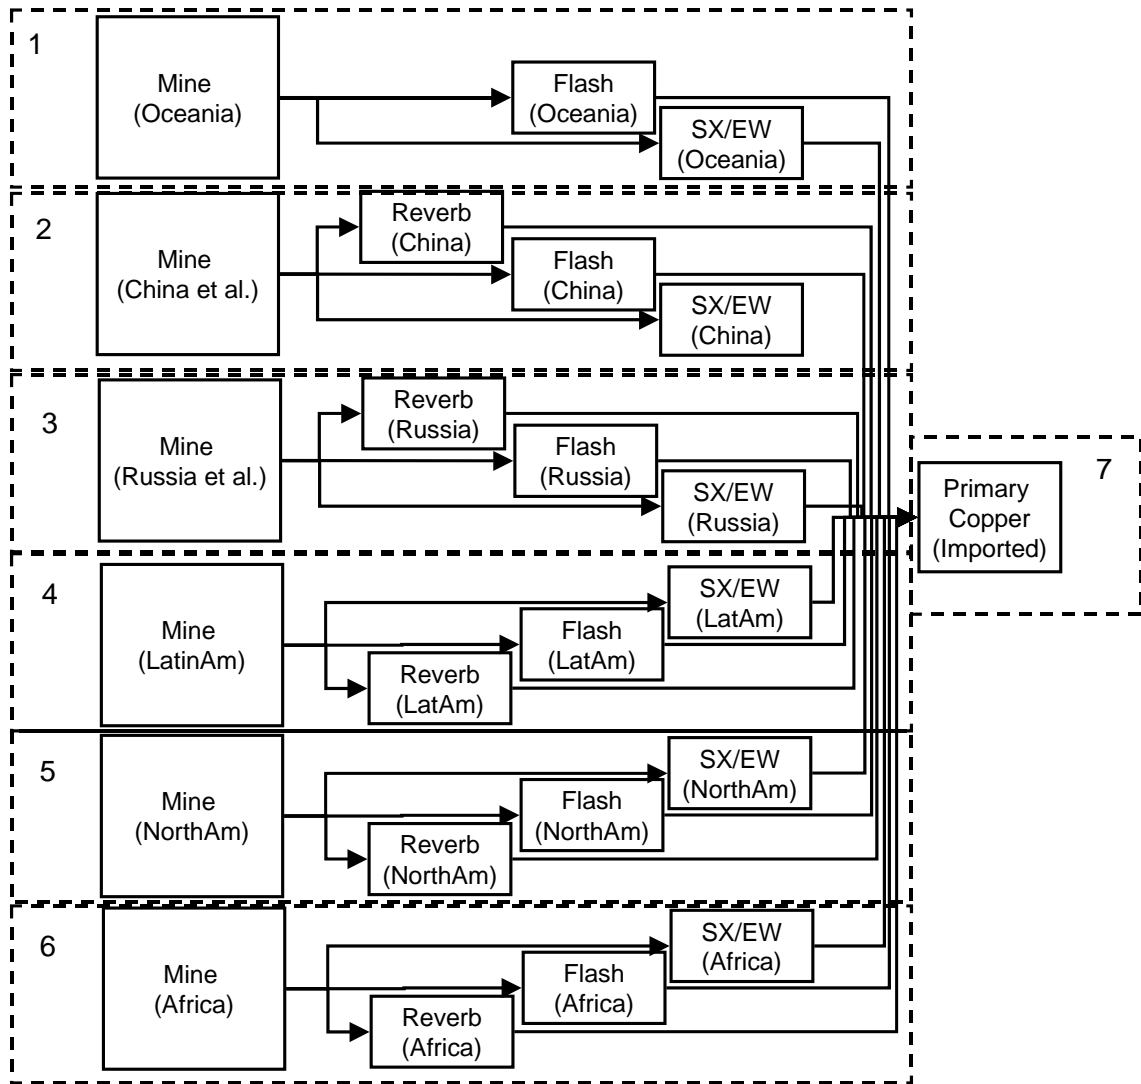 1
Mine
(Oceania)
Flash
(Oceania)
SX/EW
(Oceania)
2
Mine
(China et al.)
Reverb
(China)
Flash
(China)
SX/EW
(China)
3
Mine
(Russia et al.)
Reverb
(Russia)
Flash
(Russia)
SX/EW
(Russia)
7
Primary
Copper
(Imported)
4
Mine
(LatinAm)
SX/EW
(LatAm)
Flash
(LatAm)
Reverb
(LatAm)
5
Mine
(NorthAm)
SX/EW
(NorthAm)
Flash
(NorthAm)
Reverb
(NorthAm)
6
Mine
(Africa)
SX/EW
(Africa)
Flash
(Africa)
Reverb
(Africa)